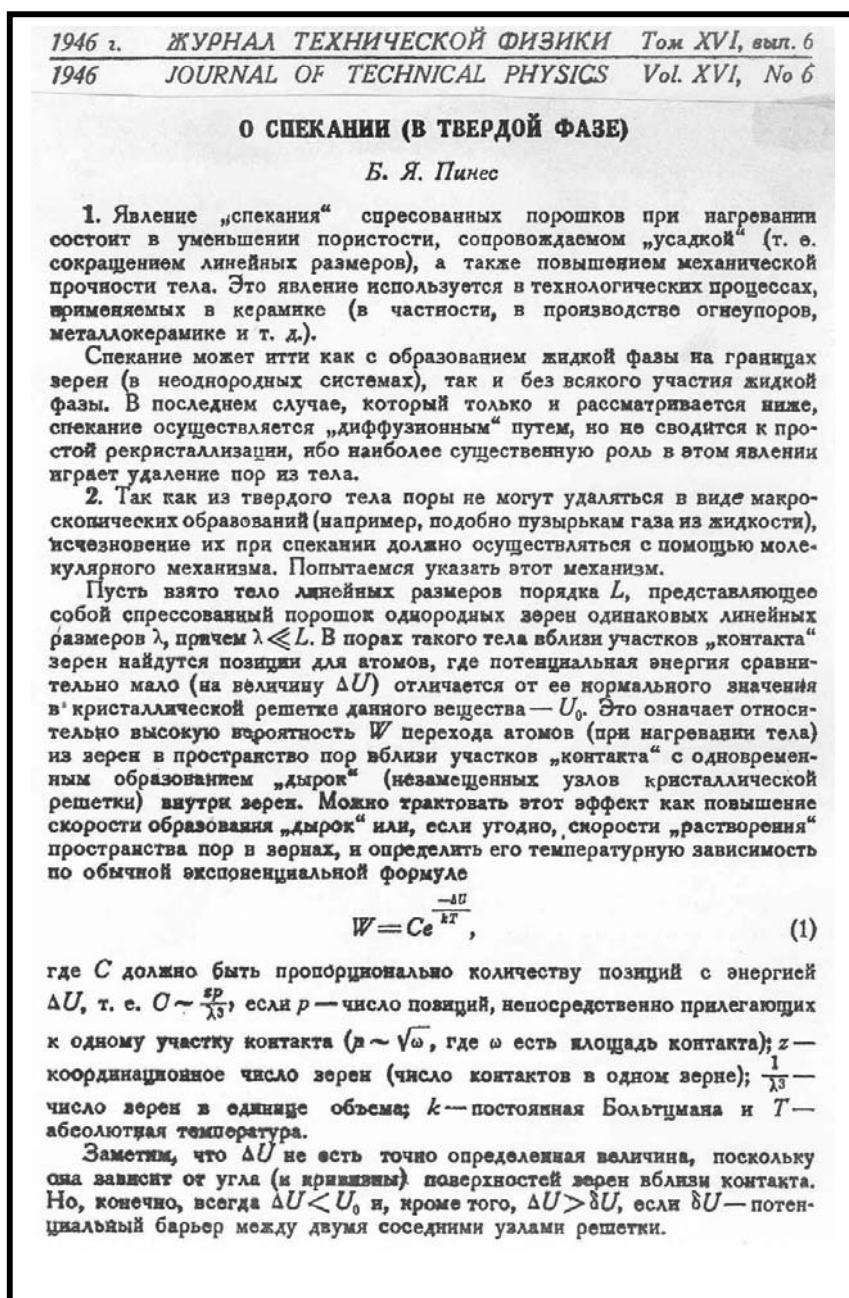 1946 г. ЖУРНАЛ ТЕХНИЧЕСКОЙ ФИЗИКИ Том XVI, вып. 6
1946 JOURNAL OF TECHNICAL PHYSICS Vol. XVI, No 6
О СПЕКАНИИ (В ТВЕРДОЙ ФАЗЕ)
Б. Я. Пинес
1. Явление „спекания“ спресованных порошков при нагревании
состоит в уменьшении пористости, сопровождаемом „усадкой“ (т. е.
сокращением линейных размеров), а также повышением механической
прочности тела. Это явление используется в технологических процессах,
применяемых в керамике (в частности, в производстве огнеупоров,
металлокерамике и т. д.).
Спекание может итти как с образованием жидкой фазы на границах
зерен (в неоднородных системах), так и без всякого участия жидкой
фазы. В последнем случае, который только и рассматривается ниже,
спекание осуществляется „диффузионным“ путем, но не сводится к про-
стой рекристаллизации, ибо наиболее существенную роль в этом явлении
играет удаление пор из тела.
2. Так как из твердого тела поры не могут удаляться в виде макро-
скопических образований (например, подобно пузырькам газа из жидкости),
исчезновение их при спекании должно осуществляться с помощью моле-
кулярного механизма. Попытаемся указать этот механизм.
Пусть взято тело линейных размеров порядка L, представляющее
собой спрессованный порошок однородных зерен одинаковых линейных
размеров λ, причем λ ≪ L. В порах такого тела вблизи участков „контакта“
зерен найдутся позиции для атомов, где потенциальная энергия сравни-
тельно мало (на величину ΔU) отличается от ее нормального значения
в кристаллической решетке данного вещества — U₀. Это означает относи-
тельно высокую вероятность W перехода атомов (при нагревании тела)
из зерен в пространство пор вблизи участков „контакта“ с одновремен-
ным образованием „дырок“ (незамещенных узлов кристаллической
решетки) внутри зерен. Можно трактовать этот эффект как повышение
скорости образования „дырок“ или, если угодно, скорости „растворения“
пространства пор в зернах, и определить его температурную зависимость
по обычной экспоненциальной формуле
W = Ce^{−ΔU/kT}, (1)
где C должно быть пропорционально количеству позиций с энергией
ΔU, т. е. C ~ zp/λ³, если p — число позиций, непосредственно прилегающих
к одному участку контакта (p ~ √ω, где ω есть площадь контакта); z —
координационное число зерен (число контактов в одном зерне); 1/λ³ —
число зерен в единице объема; k — постоянная Больтцмана и T —
абсолютная температура.
Заметим, что ΔU не есть точно определенная величина, поскольку
она зависит от угла (и кривизны) поверхностей зерен вблизи контакта.
Но, конечно, всегда ΔU < U₀ и, кроме того, ΔU > δU, если δU — потен-
циальный барьер между двумя соседними узлами решетки.